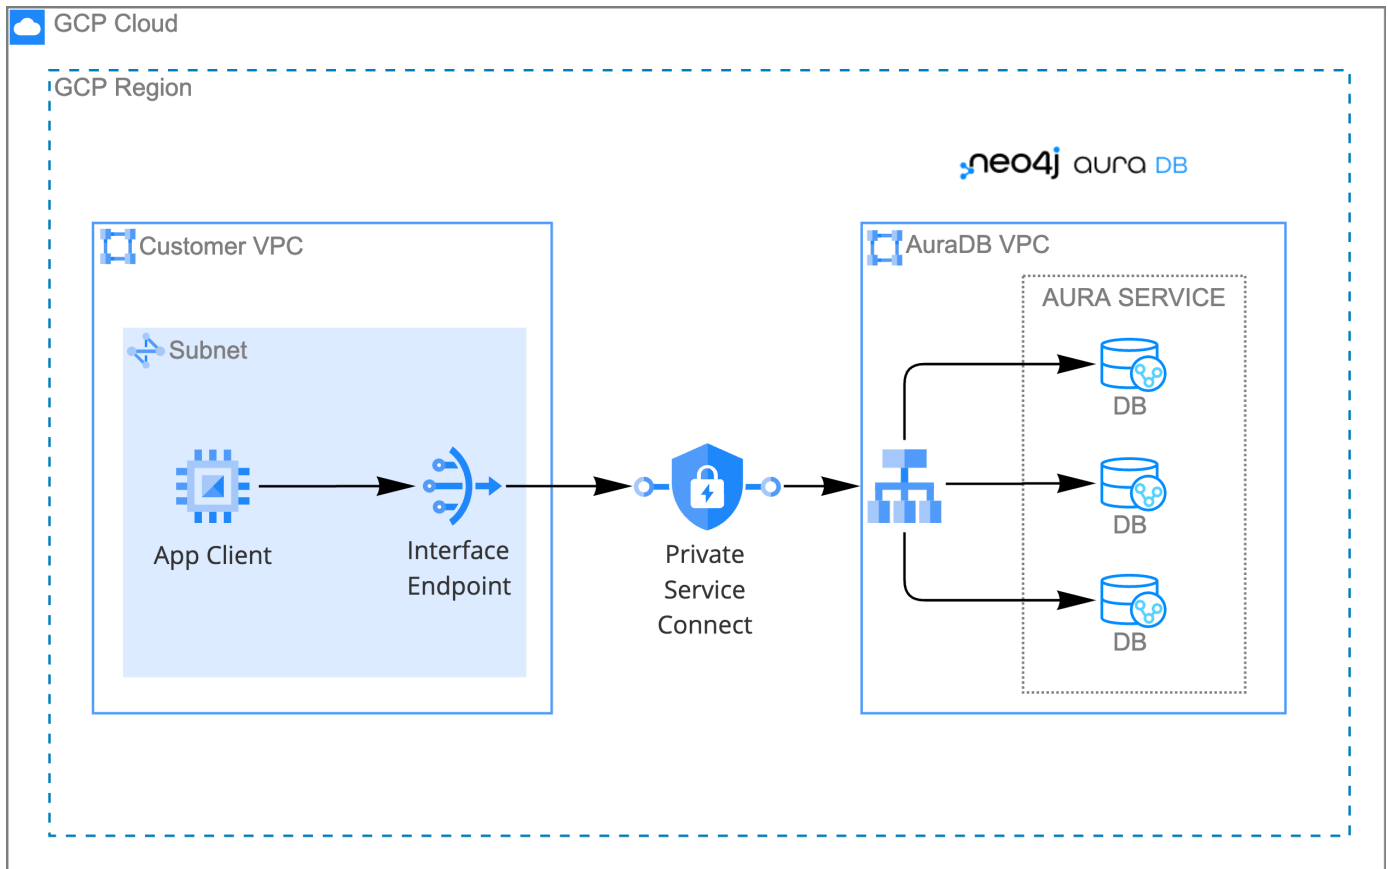 GCP Cloud
GCP Region
neo4j aura DB
Customer VPC
AuraDB VPC
AURA SERVICE
Subnet
DB
DB
DB
App Client
Interface
Endpoint
Private
Service
Connect